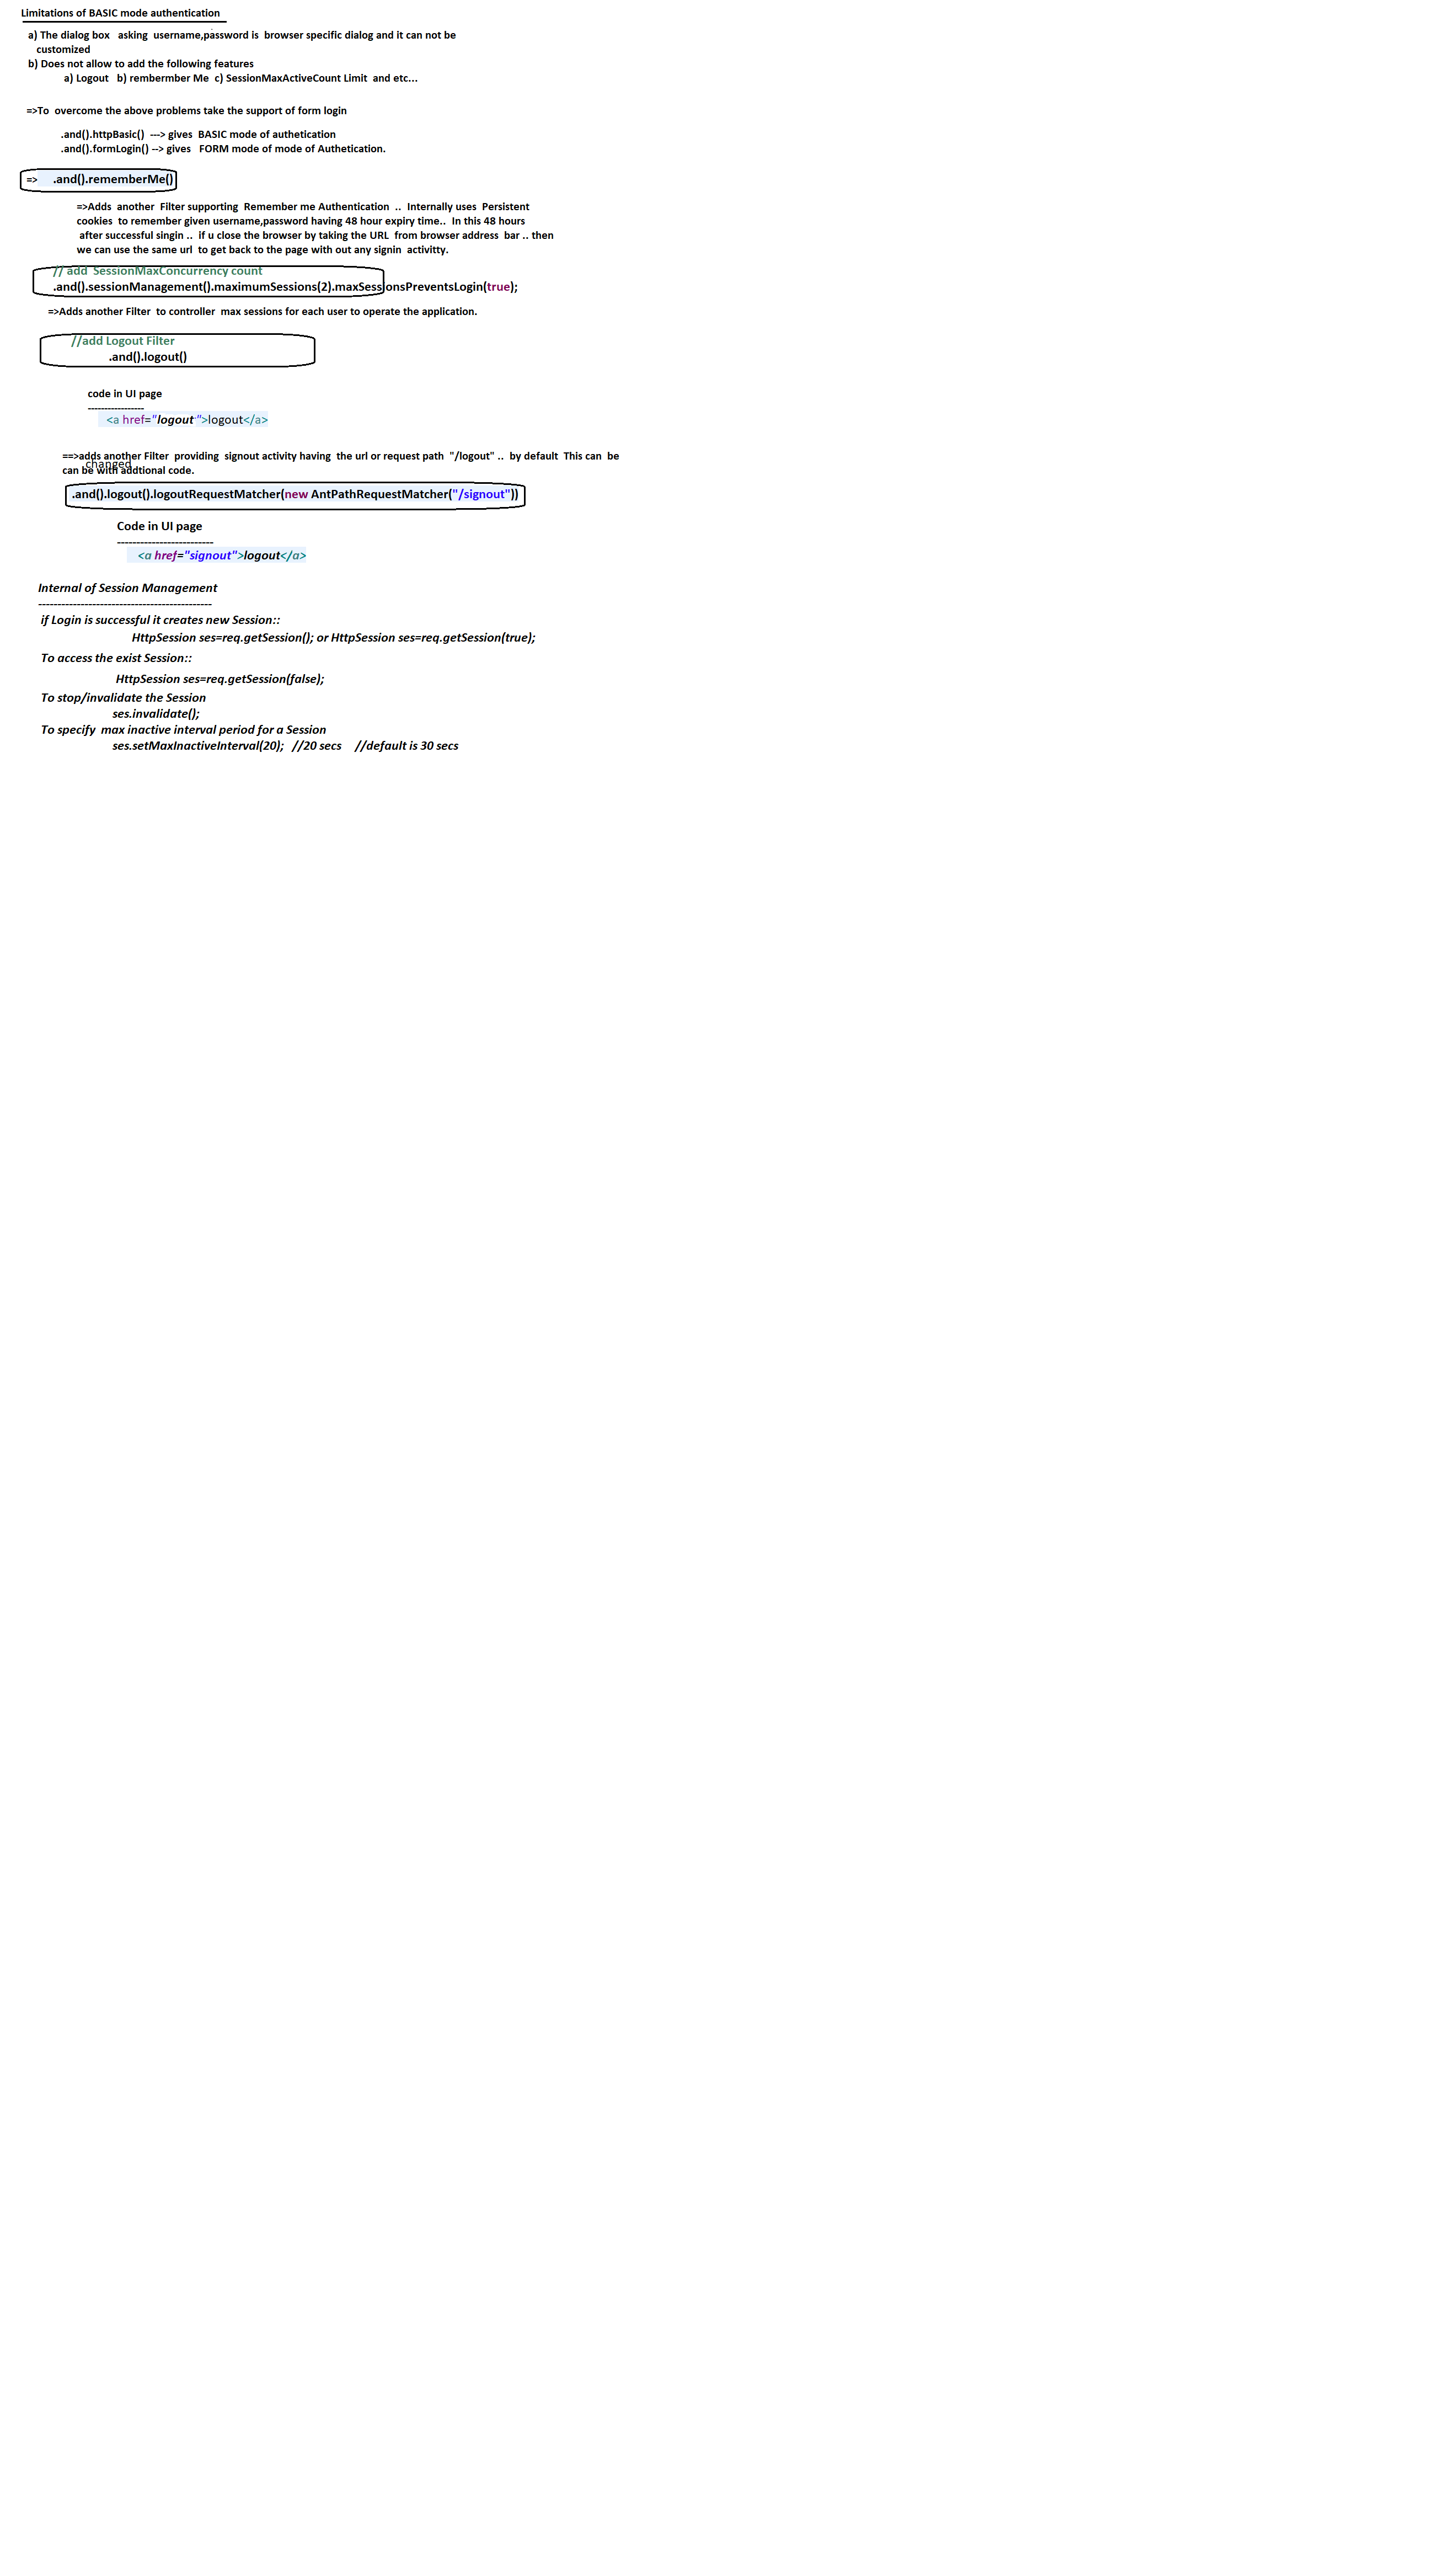 Limitations of BASIC mode authentication
a) The dialog box asking username,password is browser specific dialog and it can not be
customized
b) Does not allow to add the following features
a) Logout b) rembermber Me c) SessionMaxActiveCount Limit and etc...
=>To overcome the above problems take the support of form login
.and().httpBasic() ---> gives BASIC mode of authetication
.and().formLogin() --> gives FORM mode of mode of Authetication.
=> .and().rememberMe()
=>Adds another Filter supporting Remember me Authentication .. Internally uses Persistent
cookies to remember given username,password having 48 hour expiry time.. In this 48 hours
after successful singin .. if u close the browser by taking the URL from browser address bar .. then
we can use the same url to get back to the page with out any signin activitty.
// add SessionMaxConcurrency count
.and().sessionManagement().maximumSessions(2).maxSessionsPreventsLogin(true);
=>Adds another Filter to controller max sessions for each user to operate the application.
//add Logout Filter
.and().logout()
code in UI page
-----------------
<a href="logout">logout</a>
==>adds another Filter providing signout activity having the url or request path "/logout" .. by default This can be
changed
can be with addtional code.
.and().logout().logoutRequestMatcher(new AntPathRequestMatcher("/signout"))
Code in UI page
-------------------------
<a href="signout">logout</a>
Internal of Session Management
---------------------------------------------
if Login is successful it creates new Session::
HttpSession ses=req.getSession(); or HttpSession ses=req.getSession(true);
To access the exist Session::
HttpSession ses=req.getSession(false);
To stop/invalidate the Session
ses.invalidate();
To specify max inactive interval period for a Session
ses.setMaxInactiveInterval(20); //20 secs //default is 30 secs